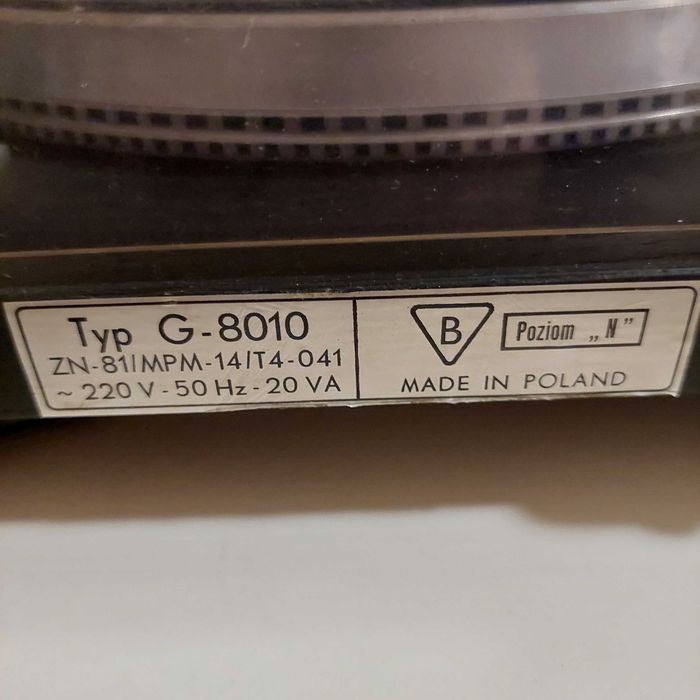 Typ G-8010
ZN-81/MPM-14/T4-041
~ 220 V - 50 Hz - 20 VA
B
Poziom „N”
MADE IN POLAND